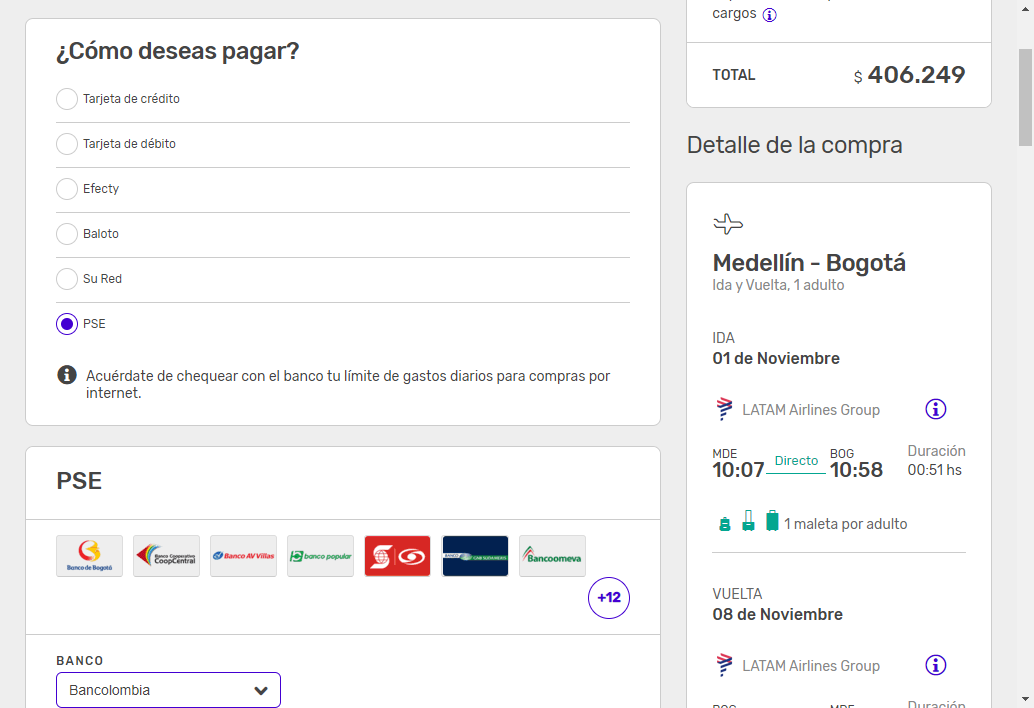 ¿Cómo deseas pagar?
Tarjeta de crédito
Tarjeta de débito
Efecty
Baloto
Su Red
PSE
Acuérdate de chequear con el banco tu límite de gastos diarios para compras por
internet.
PSE
Banco de Bogotá
Banco Cooperativo
CoopCentral
Banco AV Villas
banco popular
BANCO
Bancoomeva
+12
BANCO
Bancolombia
cargos
TOTAL
$ 406.249
Detalle de la compra
Medellín - Bogotá
Ida y Vuelta, 1 adulto
IDA
01 de Noviembre
LATAM Airlines Group
MDE
10:07
Directo
BOG
10:58
Duración
00:51 hs
1 maleta por adulto
VUELTA
08 de Noviembre
LATAM Airlines Group
BOG
MDE
Duración